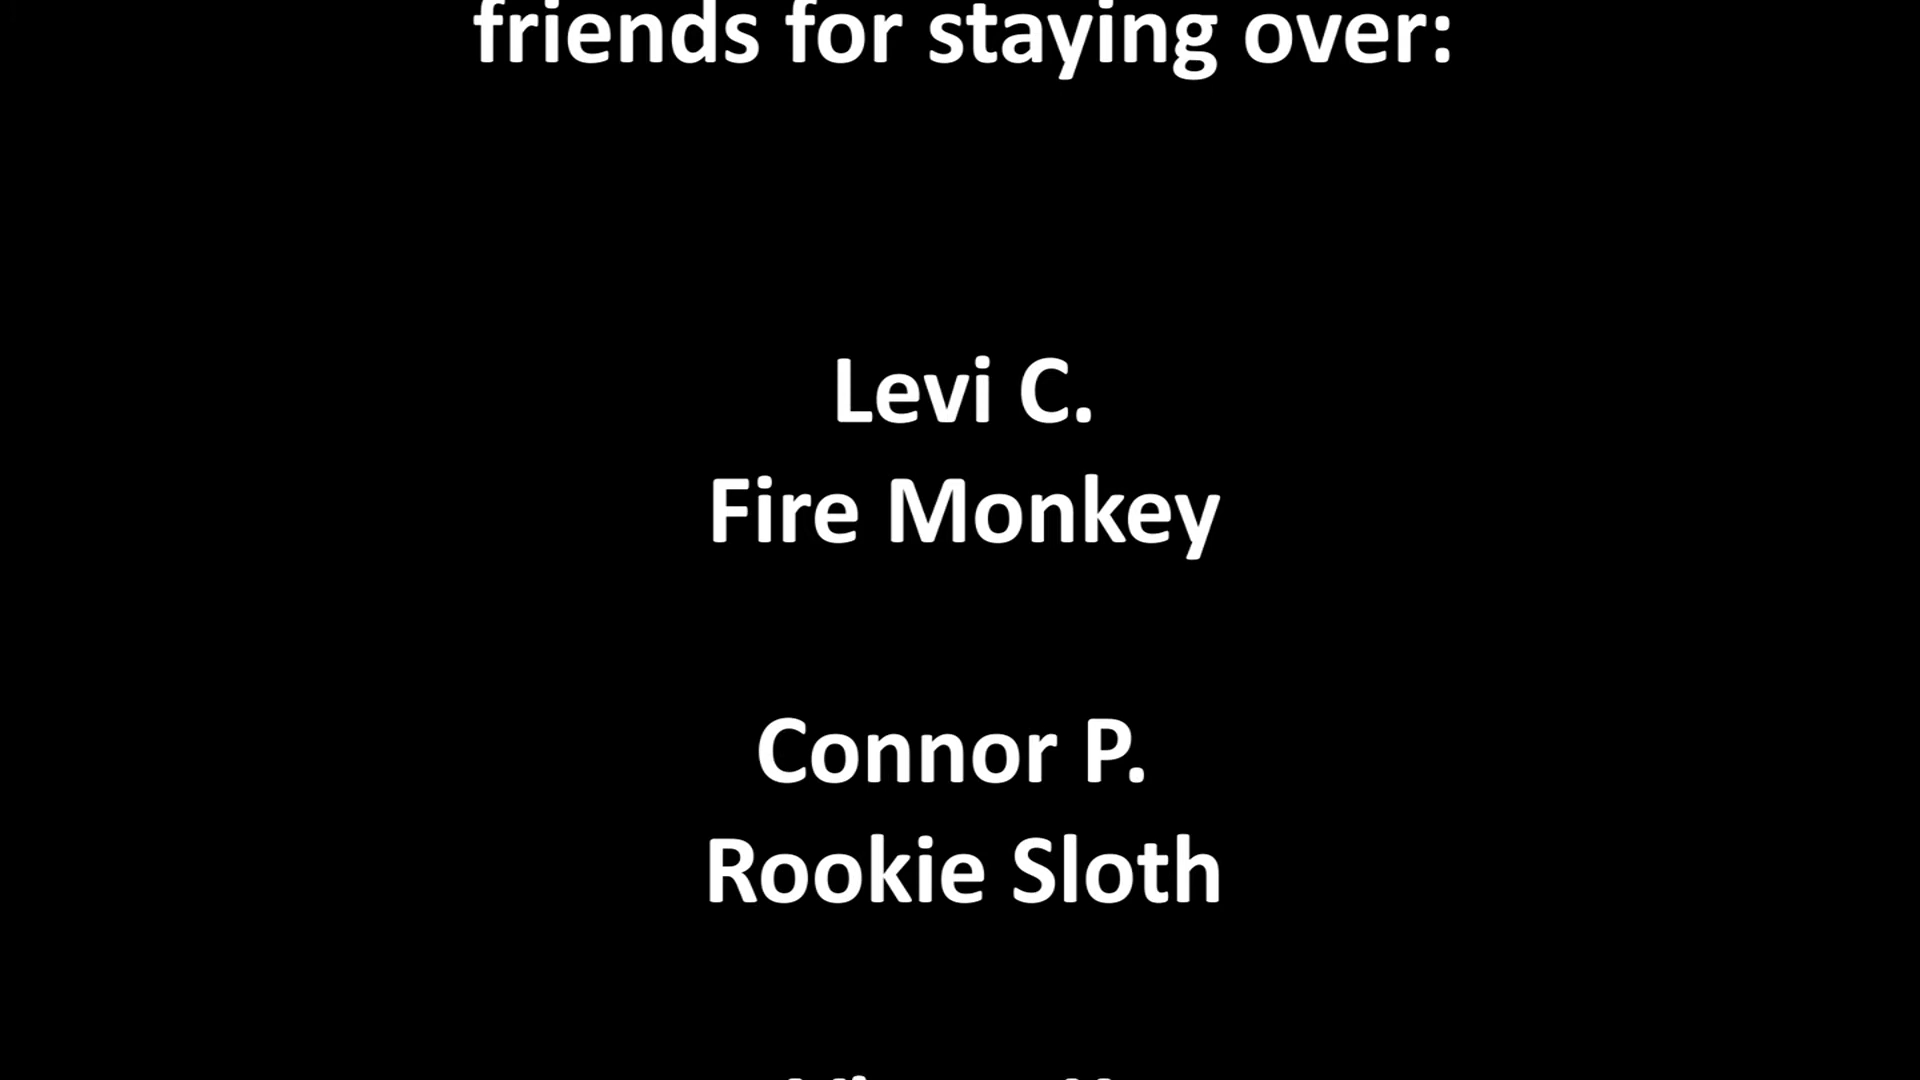 friends for staying over:
Levi C.
Fire Monkey
Connor P.
Rookie Sloth